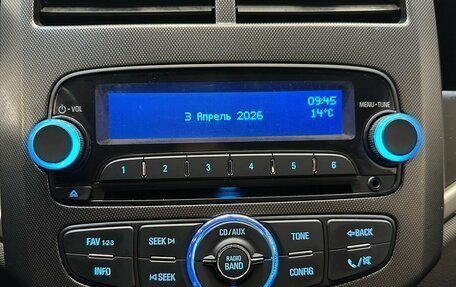 09:45
⏻-VOL
MENU-TUNE
3 Апрель 2026
14°C
1 2 3 4 5 6
CD/AUX
FAV 1-2-3
SEEK
TONE
BACK
RADIO
BAND
INFO
SEEK
CONFIG